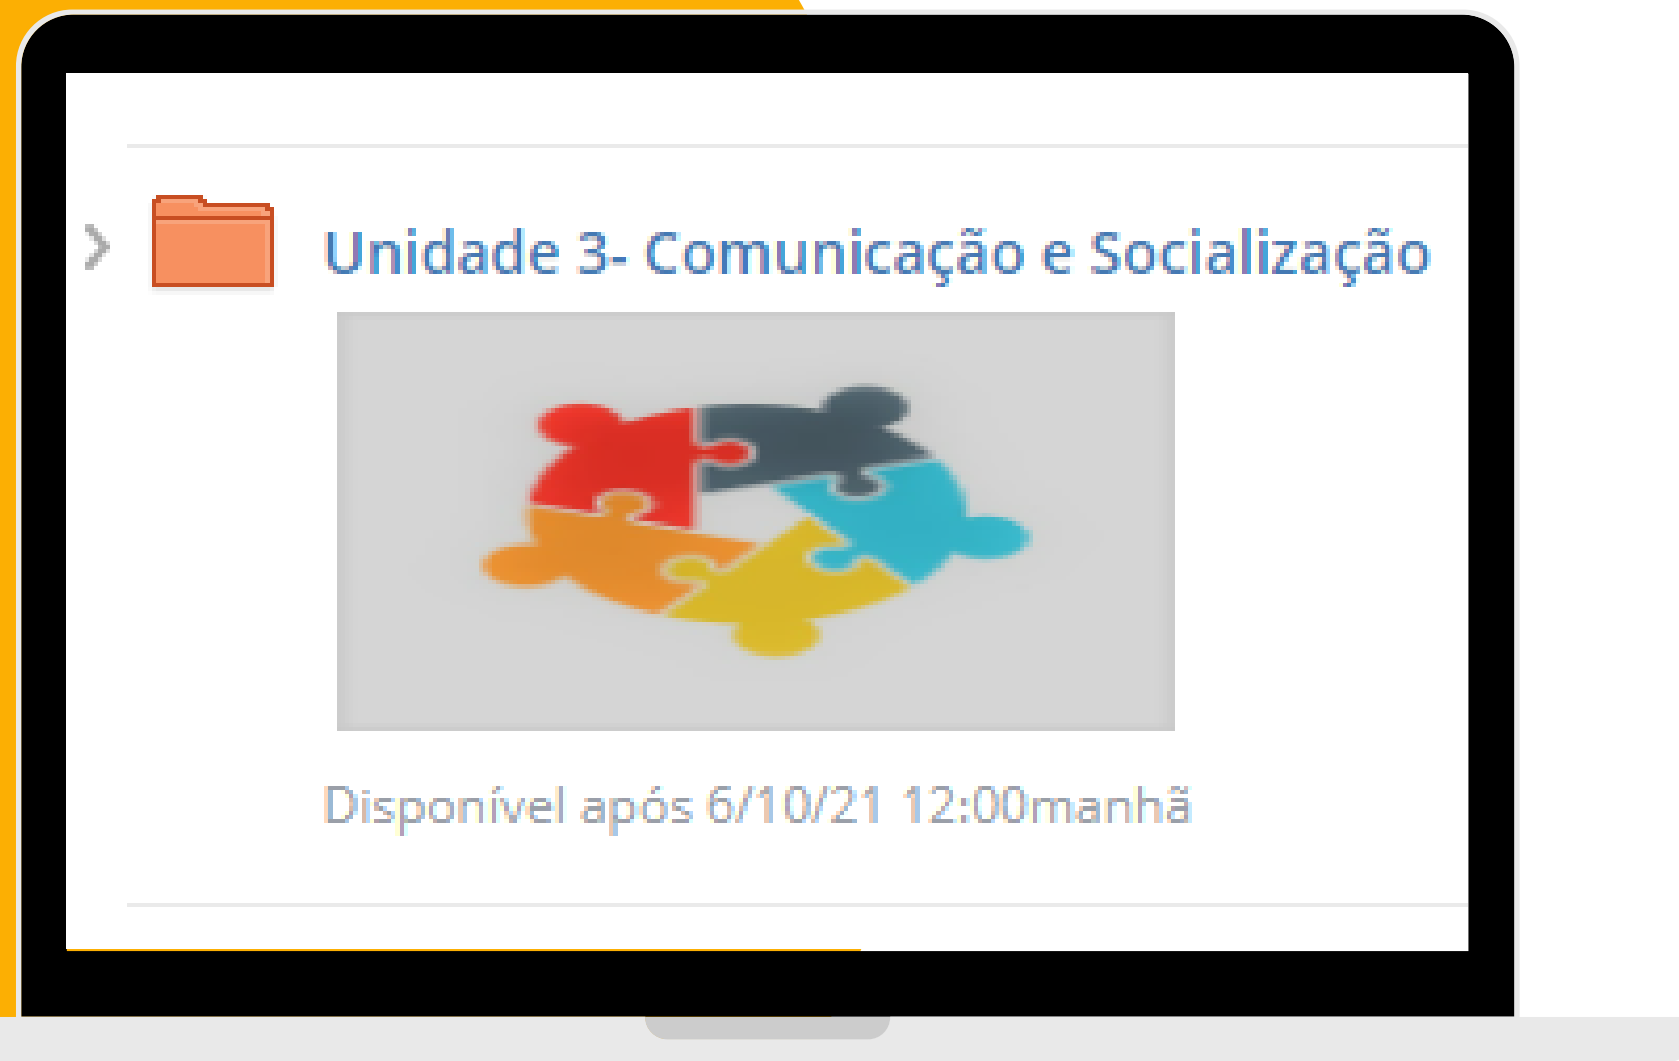 Unidade 3- Comunicação e Socialização
Disponível após 6/10/21 12:00manhã